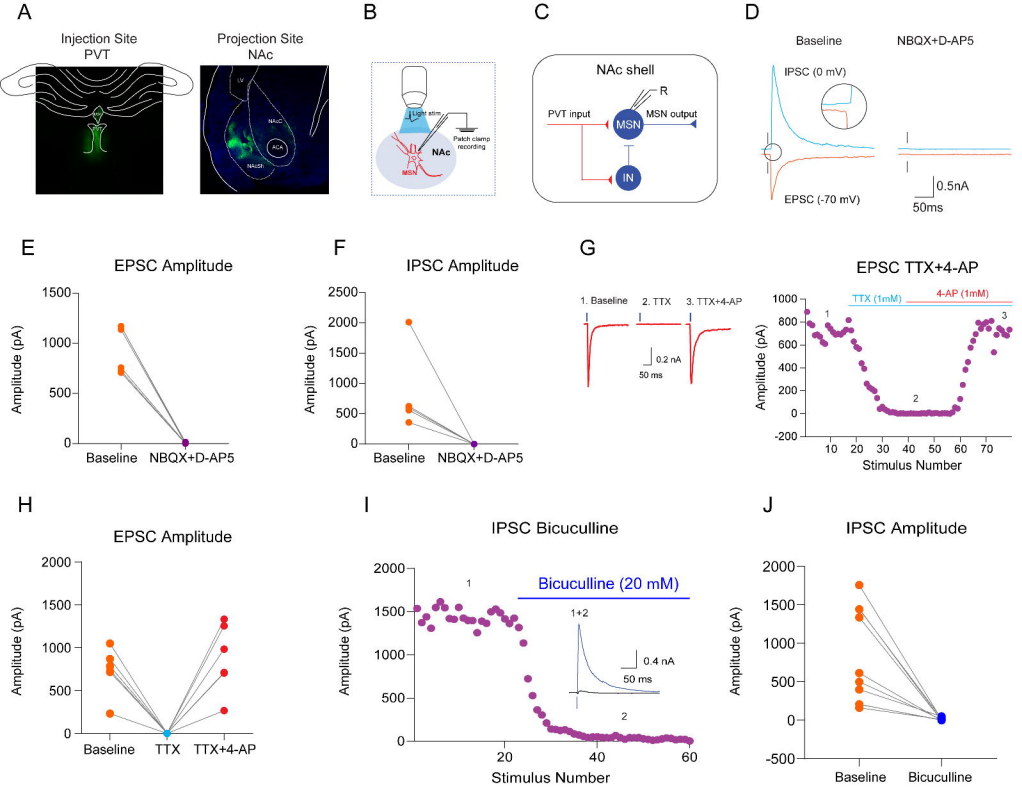 A
Injection Site
PVT
Projection Site
NAc
LV
NAcC
ACA
NAcSh
B
Light stim
Patch clamp
recording
NAc
MSN
C
NAc shell
R
PVT input
MSN output
MSN
IN
D
Baseline
NBQX+D-AP5
IPSC (0 mV)
EPSC (-70 mV)
0.5nA
50ms
E
EPSC Amplitude
Amplitude (pA)
1500
1000
500
0
Baseline
NBQX+D-AP5
F
IPSC Amplitude
Amplitude (pA)
2500
2000
1500
1000
500
0
Baseline
NBQX+D-AP5
G
1. Baseline
2. TTX
3. TTX+4-AP
0.2 nA
50 ms
EPSC TTX+4-AP
TTX (1mM)
4-AP (1mM)
Amplitude (pA)
1000
800
600
400
200
0
-200
1
2
3
10 20 30 40 50 60 70
Stimulus Number
H
EPSC Amplitude
Amplitude (pA)
2000
1500
1000
500
0
Baseline
TTX
TTX+4-AP
I
IPSC Bicuculline
Bicuculline (20 mM)
Amplitude (pA)
2000
1500
1000
500
0
1
1+2
0.4 nA
50 ms
2
20 40 60
Stimulus Number
J
IPSC Amplitude
Amplitude (pA)
2000
1500
1000
500
0
-500
Baseline
Bicuculline